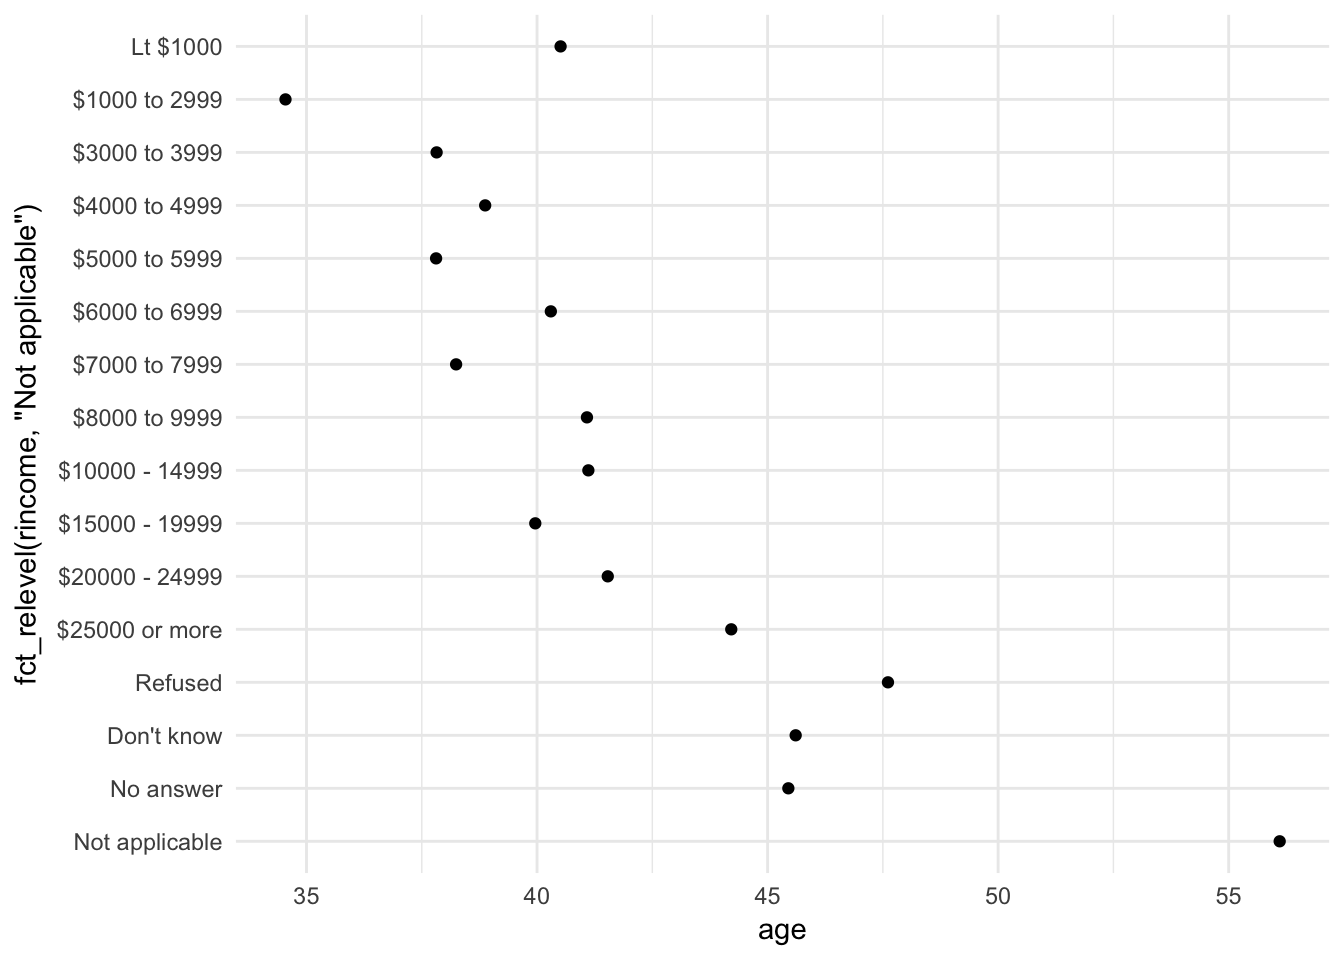 fct_relevel(rincome, "Not applicable")
Lt $1000
$1000 to 2999
$3000 to 3999
$4000 to 4999
$5000 to 5999
$6000 to 6999
$7000 to 7999
$8000 to 9999
$10000 - 14999
$15000 - 19999
$20000 - 24999
$25000 or more
Refused
Don't know
No answer
Not applicable
35 40 45 50 55
age